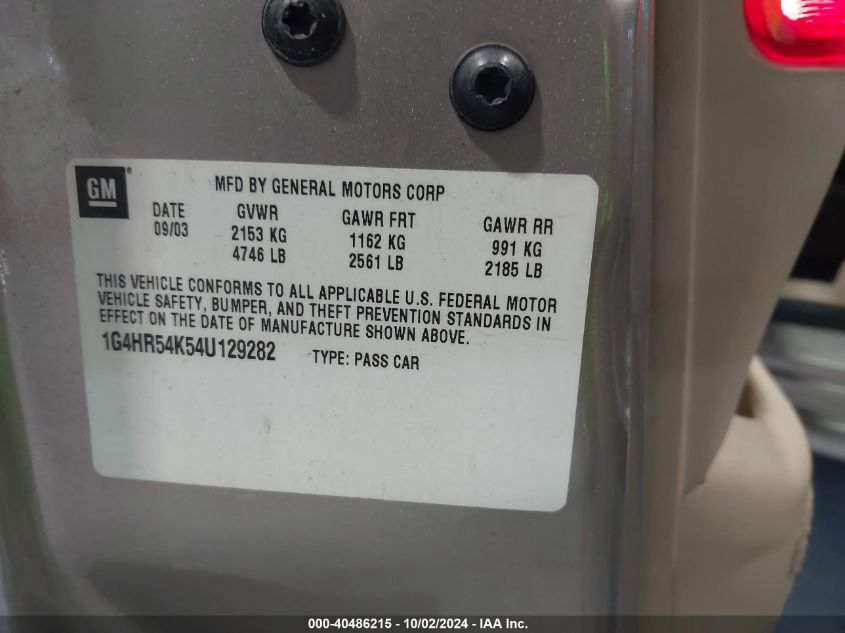 GM ®
MFD BY GENERAL MOTORS CORP
DATE GVWR GAWR FRT GAWR RR
09/03 2153 KG 1162 KG 991 KG
4746 LB 2561 LB 2185 LB
THIS VEHICLE CONFORMS TO ALL APPLICABLE U.S. FEDERAL MOTOR
VEHICLE SAFETY, BUMPER, AND THEFT PREVENTION STANDARDS IN
EFFECT ON THE DATE OF MANUFACTURE SHOWN ABOVE.
1G4HR54K54U129282 TYPE: PASS CAR
000-40486215 - 10/02/2024 - IAA Inc.